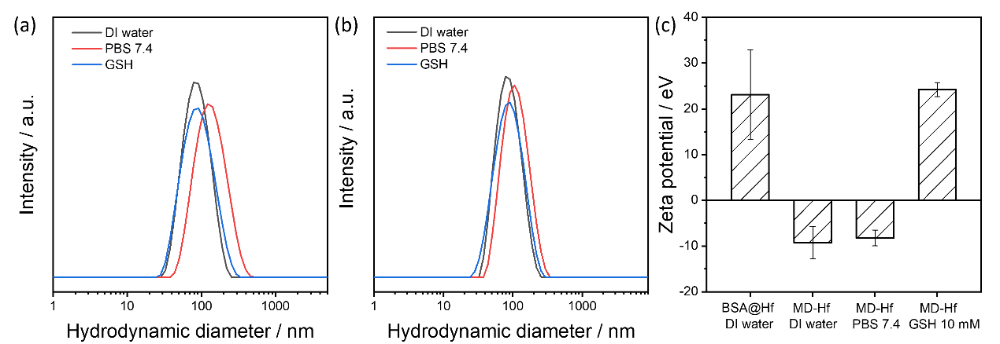 (a)
DI water
PBS 7.4
GSH
Intensity / a.u.
1
10
100
1000
Hydrodynamic diameter / nm
(b)
DI water
PBS 7.4
GSH
Intensity / a.u.
1
10
100
1000
Hydrodynamic diameter / nm
(c)
Zeta potential / eV
40
30
20
10
0
-10
-20
BSA@Hf
DI water
MD-Hf
DI water
MD-Hf
PBS 7.4
MD-Hf
GSH 10 mM